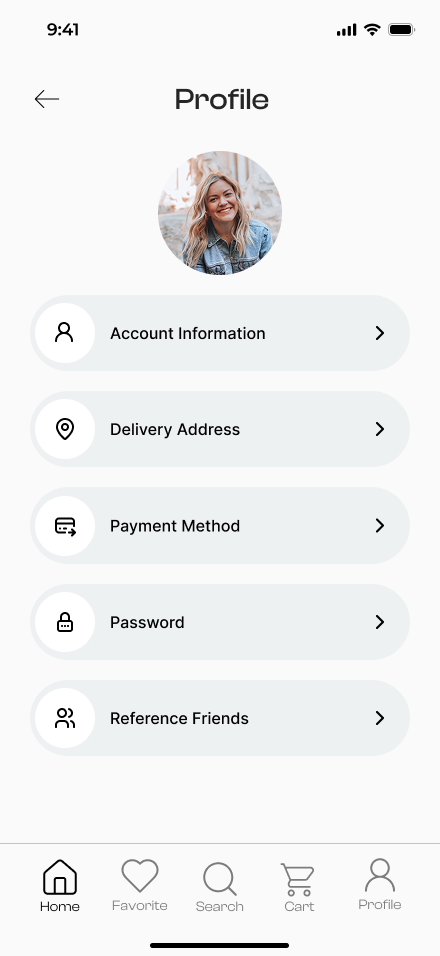 9:41
Profile
Account Information
Delivery Address
Payment Method
Password
Reference Friends
Home
Favorite
Search
Cart
Profile